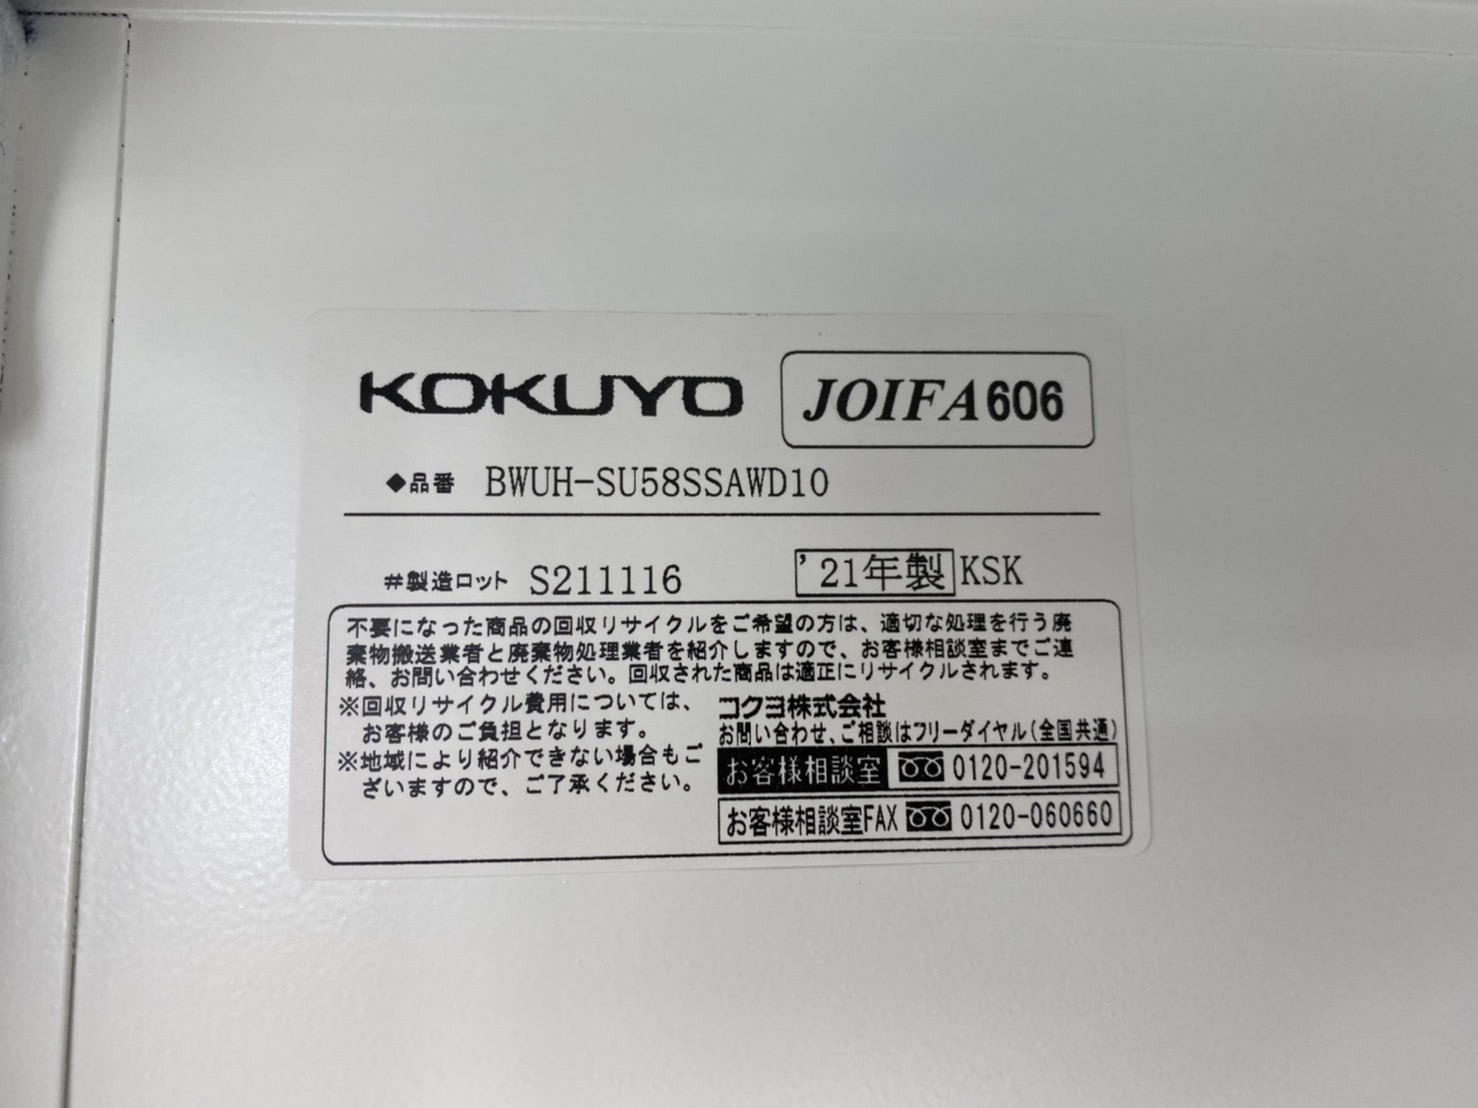 KOKUYO JOIFA606
◆品番 BWUH-SU58SSAWD10
#製造ロット S211116 '21年製 KSK
不要になった商品の回収リサイクルをご希望の方は、適切な処理を行う廃
棄物搬送業者と廃棄物処理業者を紹介しますので、お客様相談室までご連
絡、お問い合わせください。回収された商品は適正にリサイクルされます。
※回収リサイクル費用については、
お客様のご負担となります。
※地域により紹介できない場合もご
ざいますので、ご了承ください。
コクヨ株式会社
お問い合わせ、ご相談はフリーダイヤル(全国共通)
お客様相談室 0120-201594
お客様相談室FAX 0120-060660